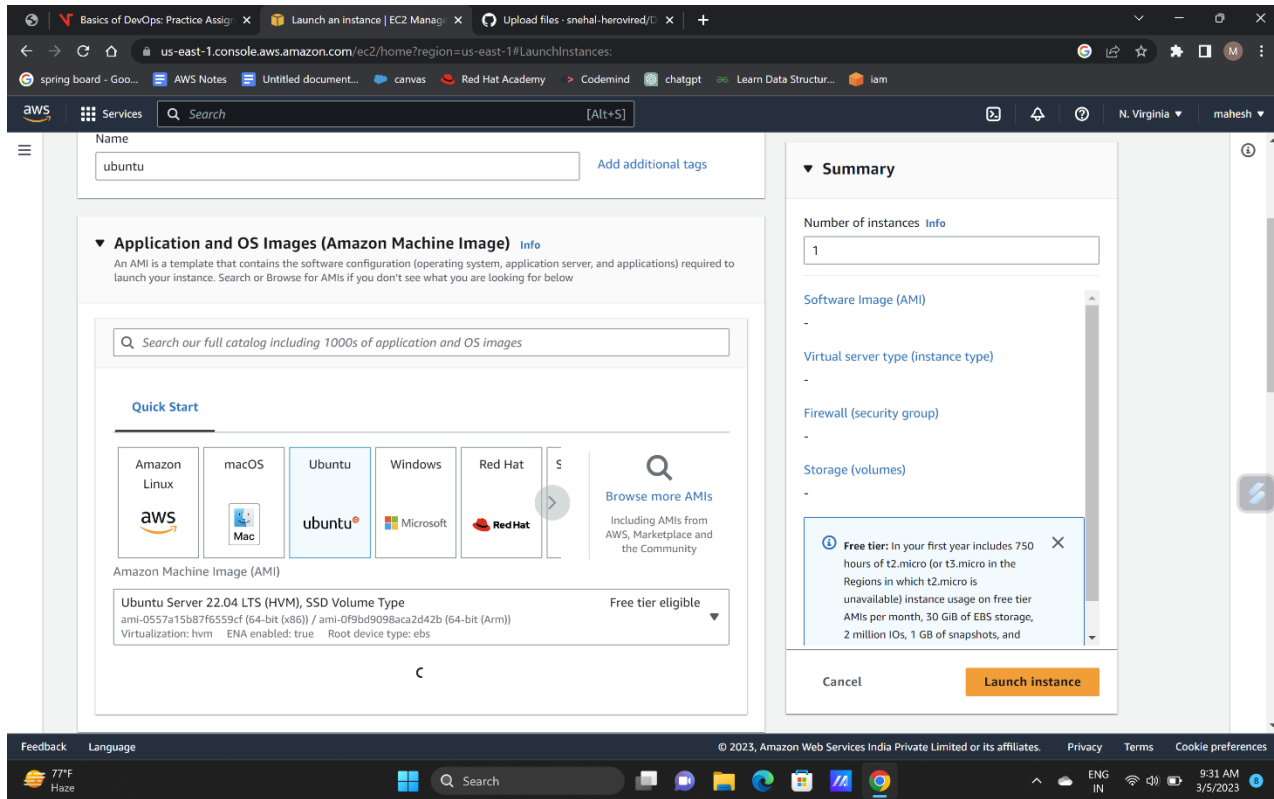 Basics of DevOps: Practice Assign
Launch an instance | EC2 Manage
Upload files · snehal-herovired/D
us-east-1.console.aws.amazon.com/ec2/home?region=us-east-1#LaunchInstances:
M
spring board - Goo...
AWS Notes
Untitled document...
canvas
Red Hat Academy
Codemind
chatgpt
Learn Data Structur...
iam
aws
Services
Search
[Alt+S]
N. Virginia
mahesh
Name
ubuntu
Add additional tags
Application and OS Images (Amazon Machine Image) Info
An AMI is a template that contains the software configuration (operating system, application server, and applications) required to
launch your instance. Search or Browse for AMIs if you don't see what you are looking for below
Search our full catalog including 1000s of application and OS images
Quick Start
Amazon
Linux
aws
macOS
Mac
Ubuntu
ubuntu
Windows
Microsoft
Red Hat
Red Hat
S
Browse more AMIs
Including AMIs from
AWS, Marketplace and
the Community
Amazon Machine Image (AMI)
Ubuntu Server 22.04 LTS (HVM), SSD Volume Type
Free tier eligible
ami-0557a15b87f6559cf (64-bit (x86)) / ami-0f9bd9098aca2d42b (64-bit (Arm))
Virtualization: hvm ENA enabled: true Root device type: ebs
Summary
Number of instances Info
1
Software Image (AMI)
-
Virtual server type (instance type)
-
Firewall (security group)
-
Storage (volumes)
-
Free tier: In your first year includes 750
hours of t2.micro (or t3.micro in the
Regions in which t2.micro is
unavailable) instance usage on free tier
AMIs per month, 30 GiB of EBS storage,
2 million IOs, 1 GB of snapshots, and
Cancel
Launch instance
Feedback
Language
© 2023, Amazon Web Services India Private Limited or its affiliates.
Privacy
Terms
Cookie preferences
77°F
Haze
Search
ENG
IN
9:31 AM
3/5/2023
8